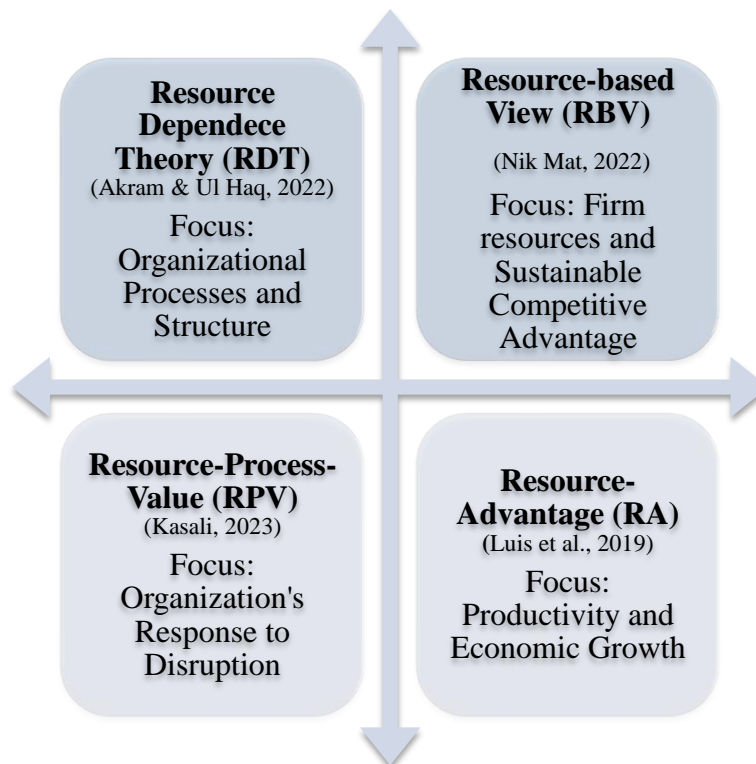 Resource
Dependece
Theory (RDT)
(Akram & Ul Haq, 2022)
Focus:
Organizational
Processes and
Structure
Resource-based
View (RBV)
(Nik Mat, 2022)
Focus: Firm
resources and
Sustainable
Competitive
Advantage
Resource-Process-
Value (RPV)
(Kasali, 2023)
Focus:
Organization's
Response to
Disruption
Resource-
Advantage (RA)
(Luis et al., 2019)
Focus:
Productivity and
Economic Growth